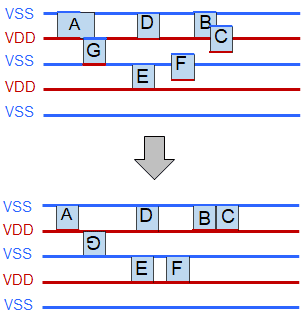 VSS A D B
VDD C
G
VSS F
E
VDD
VSS
VSS A D B C
VDD
G
VSS E F
VDD
VSS